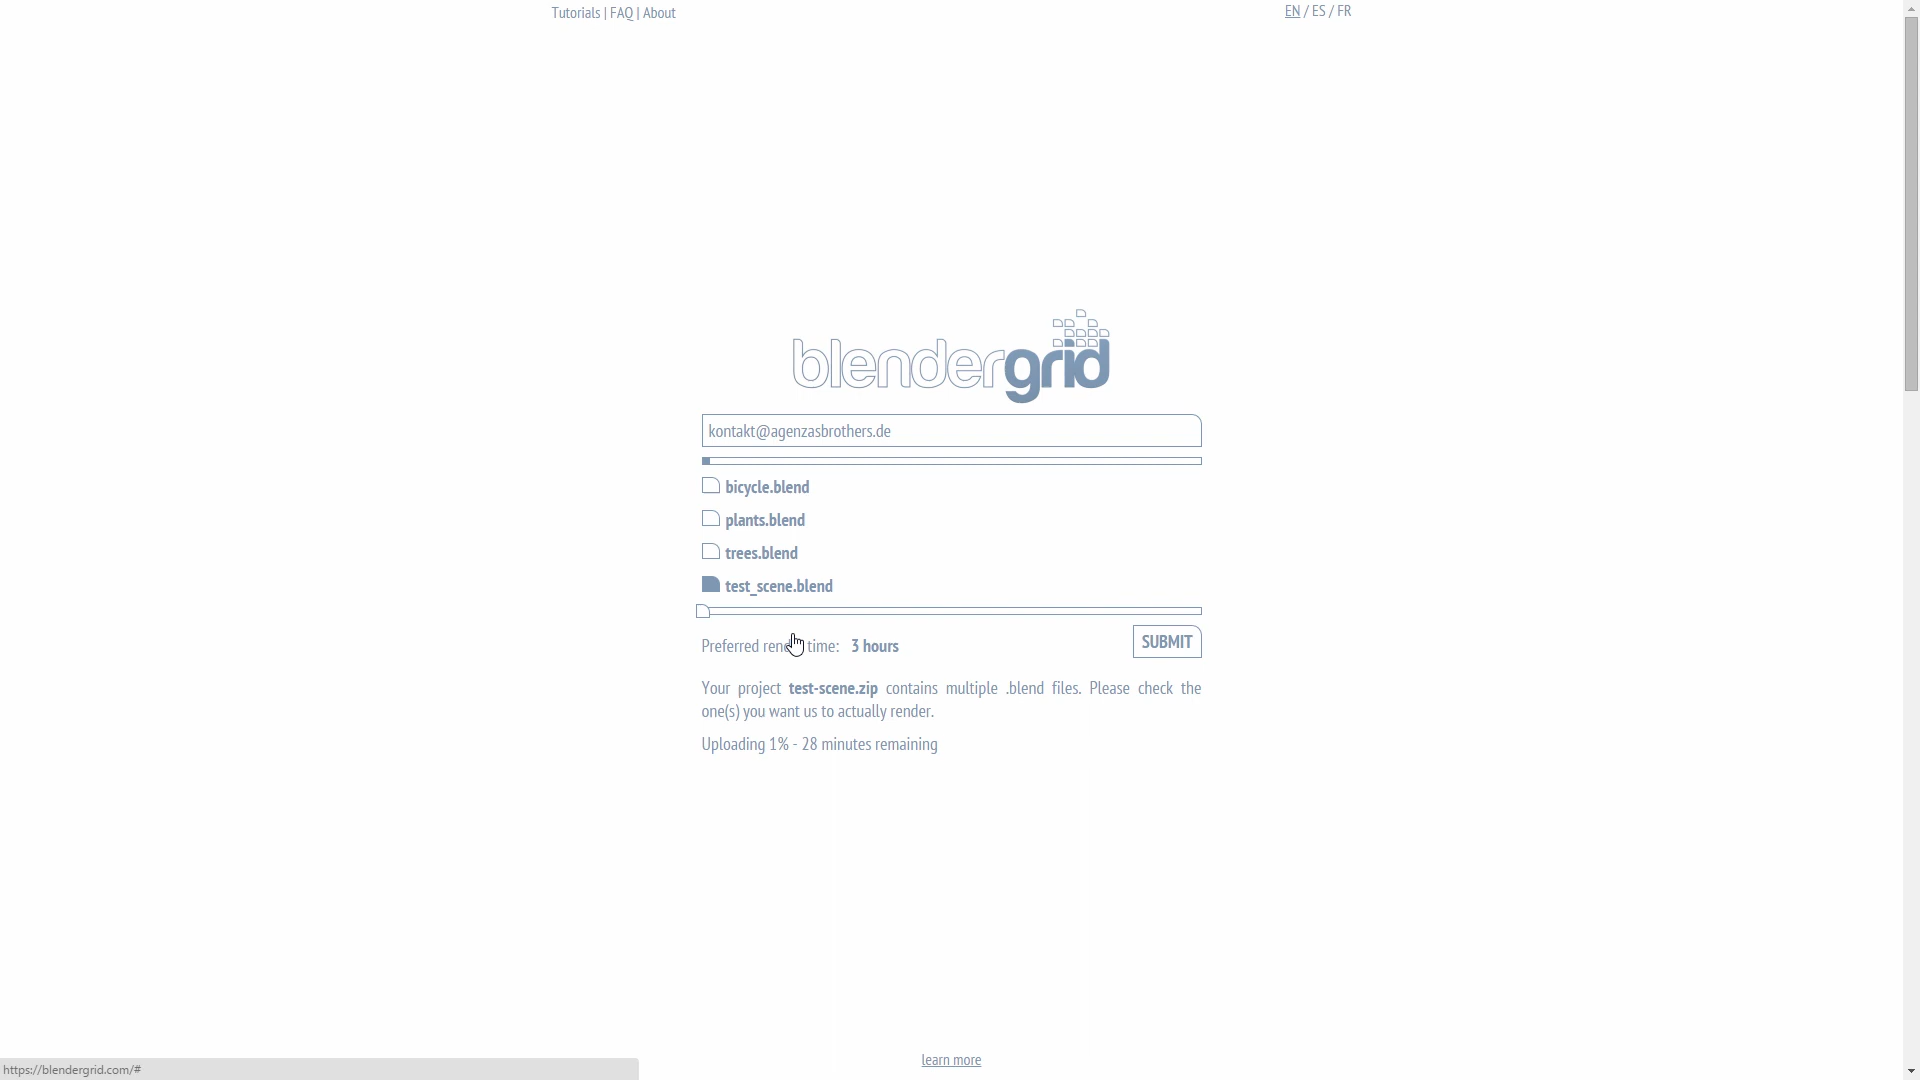 Tutorials | FAQ | About
EN / ES / FR
blendergrid
kontakt@agenzasbrothers.de
bicycle.blend
plants.blend
trees.blend
test_scene.blend
Preferred rend time: 3 hours
SUBMIT
Your project test-scene.zip contains multiple .blend files. Please check the
one(s) you want us to actually render.
Uploading 1% - 28 minutes remaining
learn more
https://blendergrid.com/#